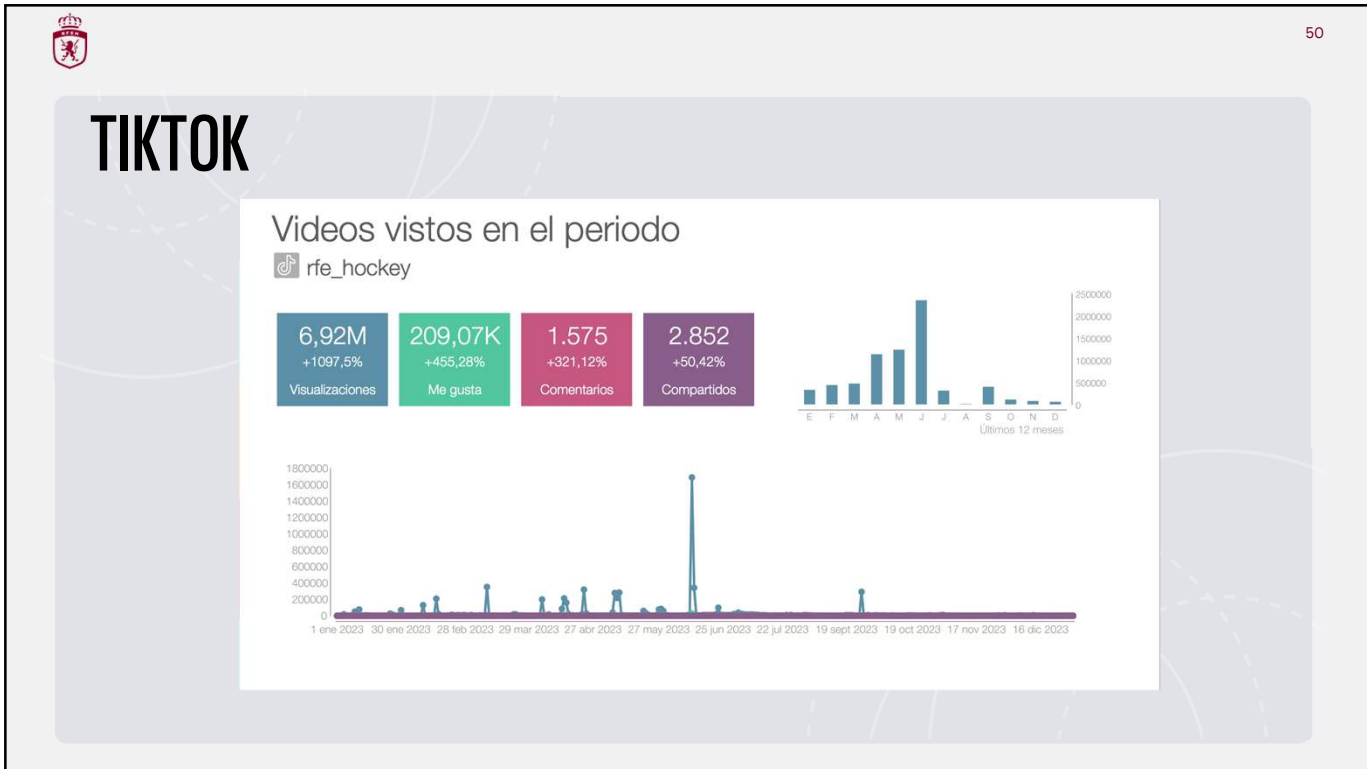 RFEH
50
TIKTOK
Videos vistos en el periodo
rfe_hockey
6,92M
+1097,5%
Visualizaciones
209,07K
+455,28%
Me gusta
1.575
+321,12%
Comentarios
2.852
+50,42%
Compartidos
2500000
2000000
1500000
1000000
500000
0
E F M A M J J A S O N D
Últimos 12 meses
1800000
1600000
1400000
1200000
1000000
800000
600000
400000
200000
0
1 ene 2023 30 ene 2023 28 feb 2023 29 mar 2023 27 abr 2023 27 may 2023 25 jun 2023 22 jul 2023 19 sept 2023 19 oct 2023 17 nov 2023 16 dic 2023